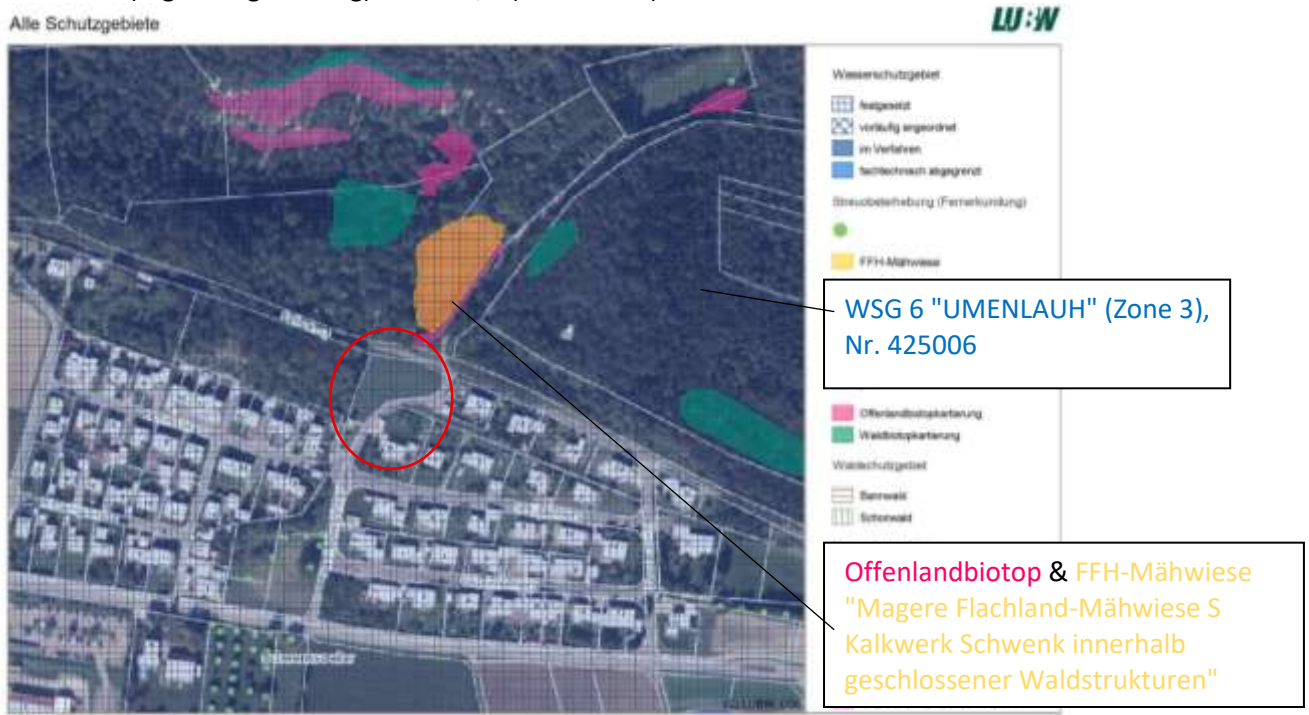 Alle Schutzgebiete
LU:W
Wasserschutzgebiet
festgesetzt
vorläufig angeordnet
im Verfahren
fachtechnisch abgegrenzt
Streuobsterhebung (Fernerkundung)
FFH-Mähwiese
WSG 6 "UMENLAUH" (Zone 3),
Nr. 425006
Offenlandbiotopkartierung
Waldbiotopkartierung
Waldschutzgebiet
Bannwald
Schonwald
Offenlandbiotop & FFH-Mähwiese
"Magere Flachland-Mähwiese S
Kalkwerk Schwenk innerhalb
geschlossener Waldstrukturen"